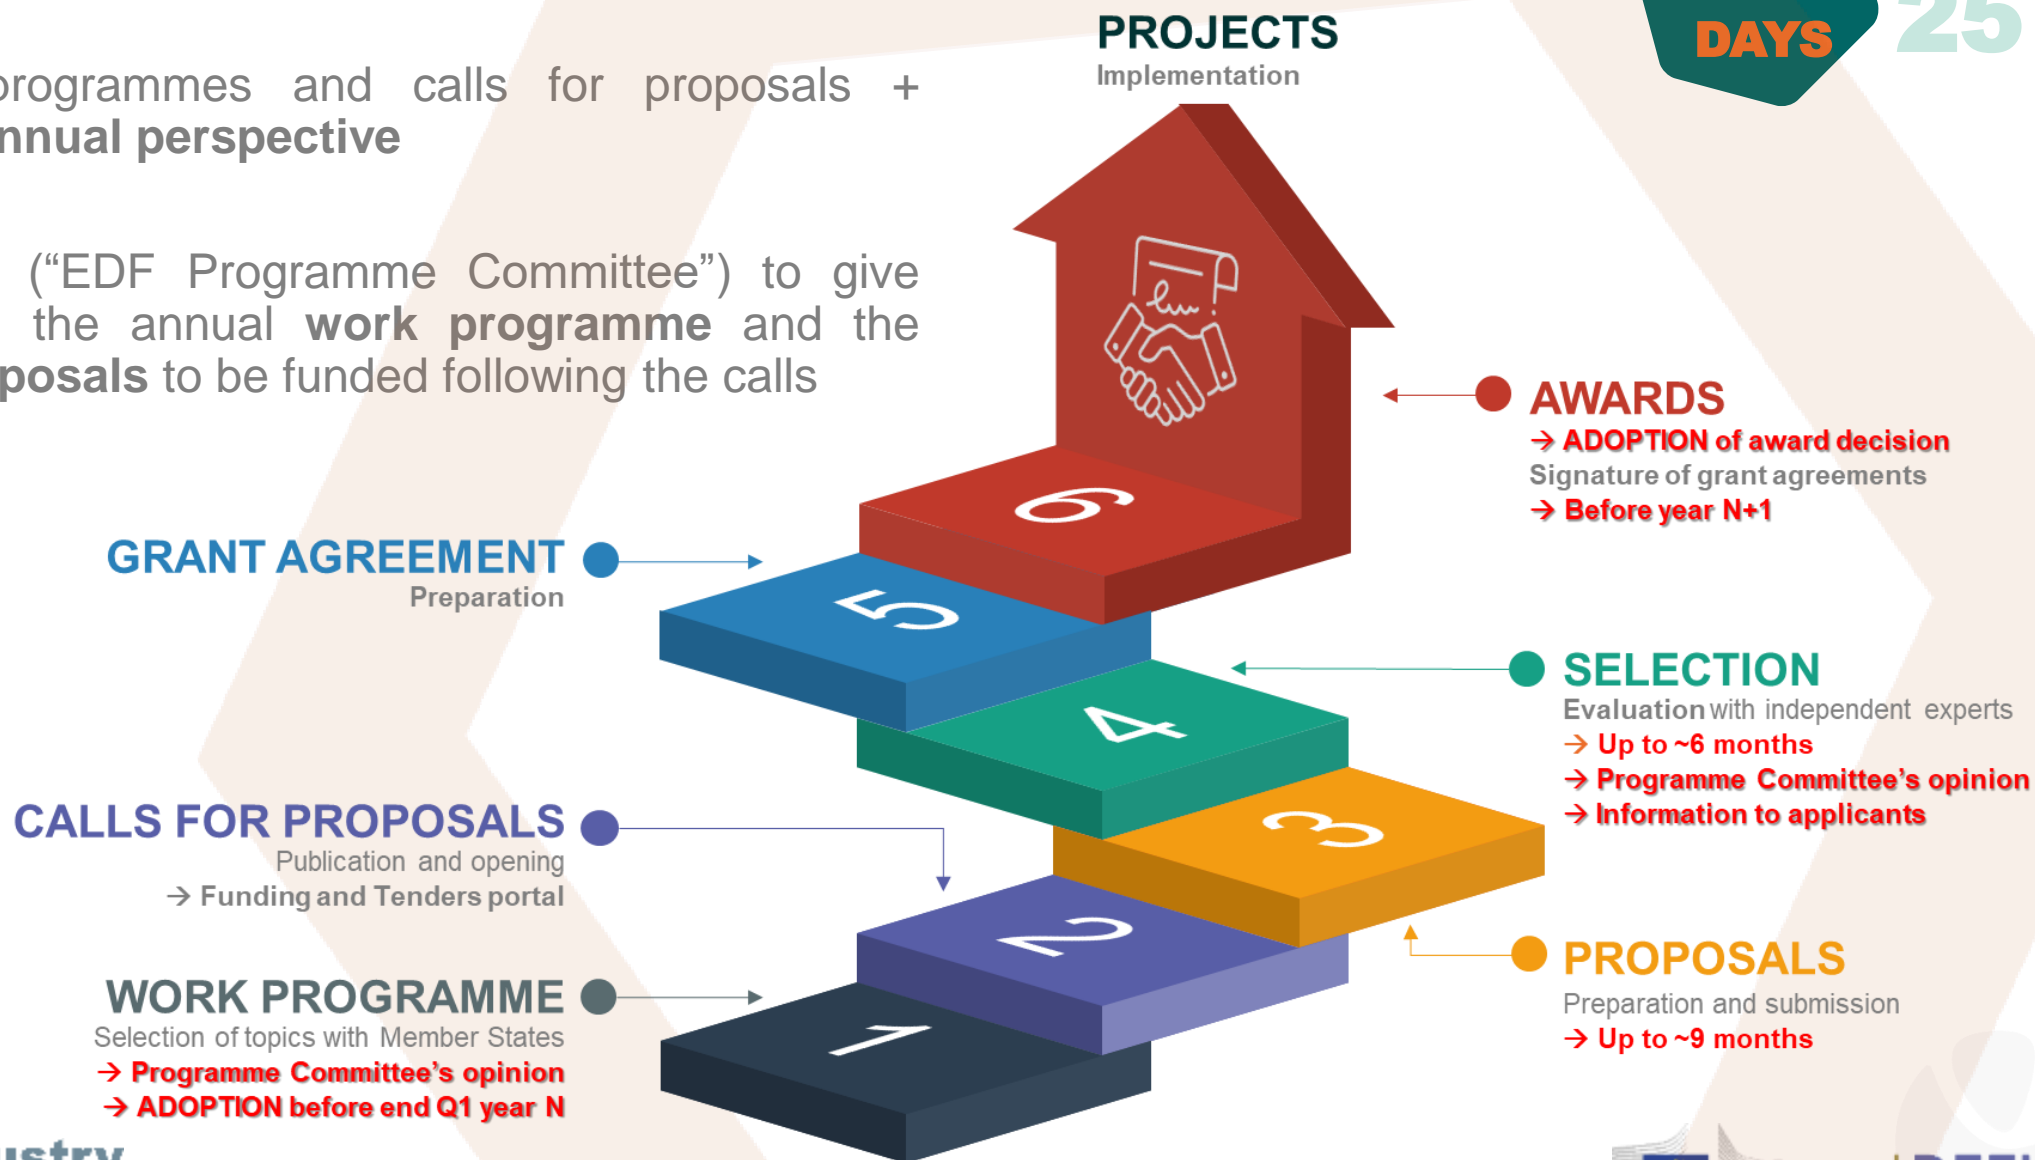 PROJECTS
Implementation
DAYS
25
programmes and calls for proposals +
nnual perspective
(“EDF Programme Committee”) to give
the annual work programme and the
posals to be funded following the calls
AWARDS
→ ADOPTION of award decision
Signature of grant agreements
→ Before year N+1
6
GRANT AGREEMENT
Preparation
5
SELECTION
Evaluation with independent experts
→ Up to ~6 months
→ Programme Committee’s opinion
→ Information to applicants
4
CALLS FOR PROPOSALS
Publication and opening
→ Funding and Tenders portal
3
2
PROPOSALS
Preparation and submission
→ Up to ~9 months
WORK PROGRAMME
Selection of topics with Member States
→ Programme Committee’s opinion
→ ADOPTION before end Q1 year N
1